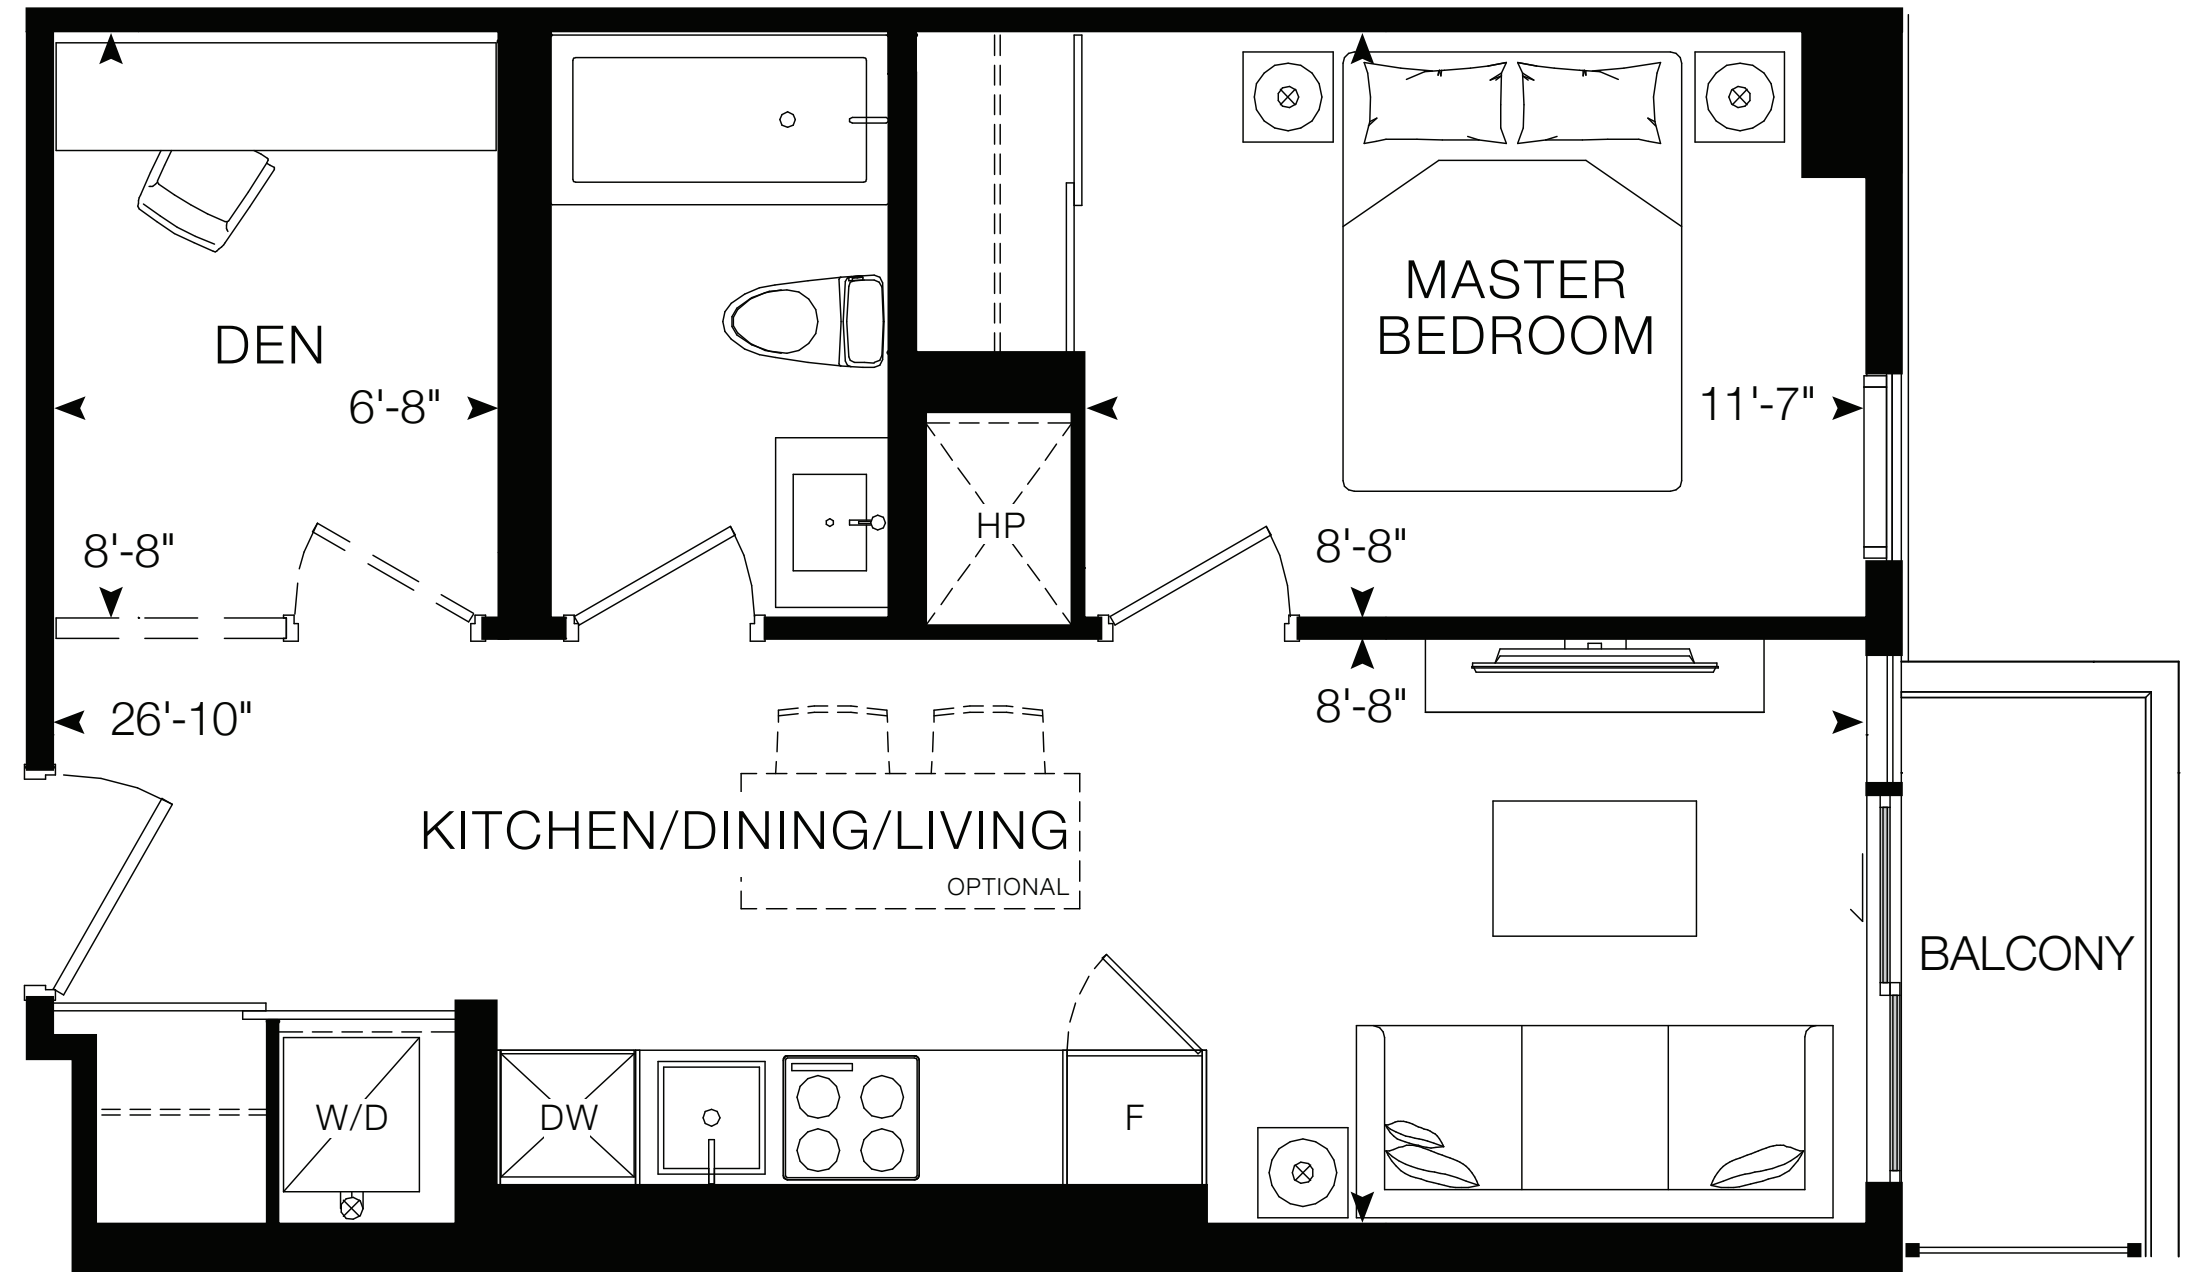 MASTER
BEDROOM
DEN
6'-8"
11'-7"
HP
8'-8"
8'-8"
26'-10"
8'-8"
KITCHEN/DINING/LIVING
OPTIONAL
BALCONY
W/D
DW
F